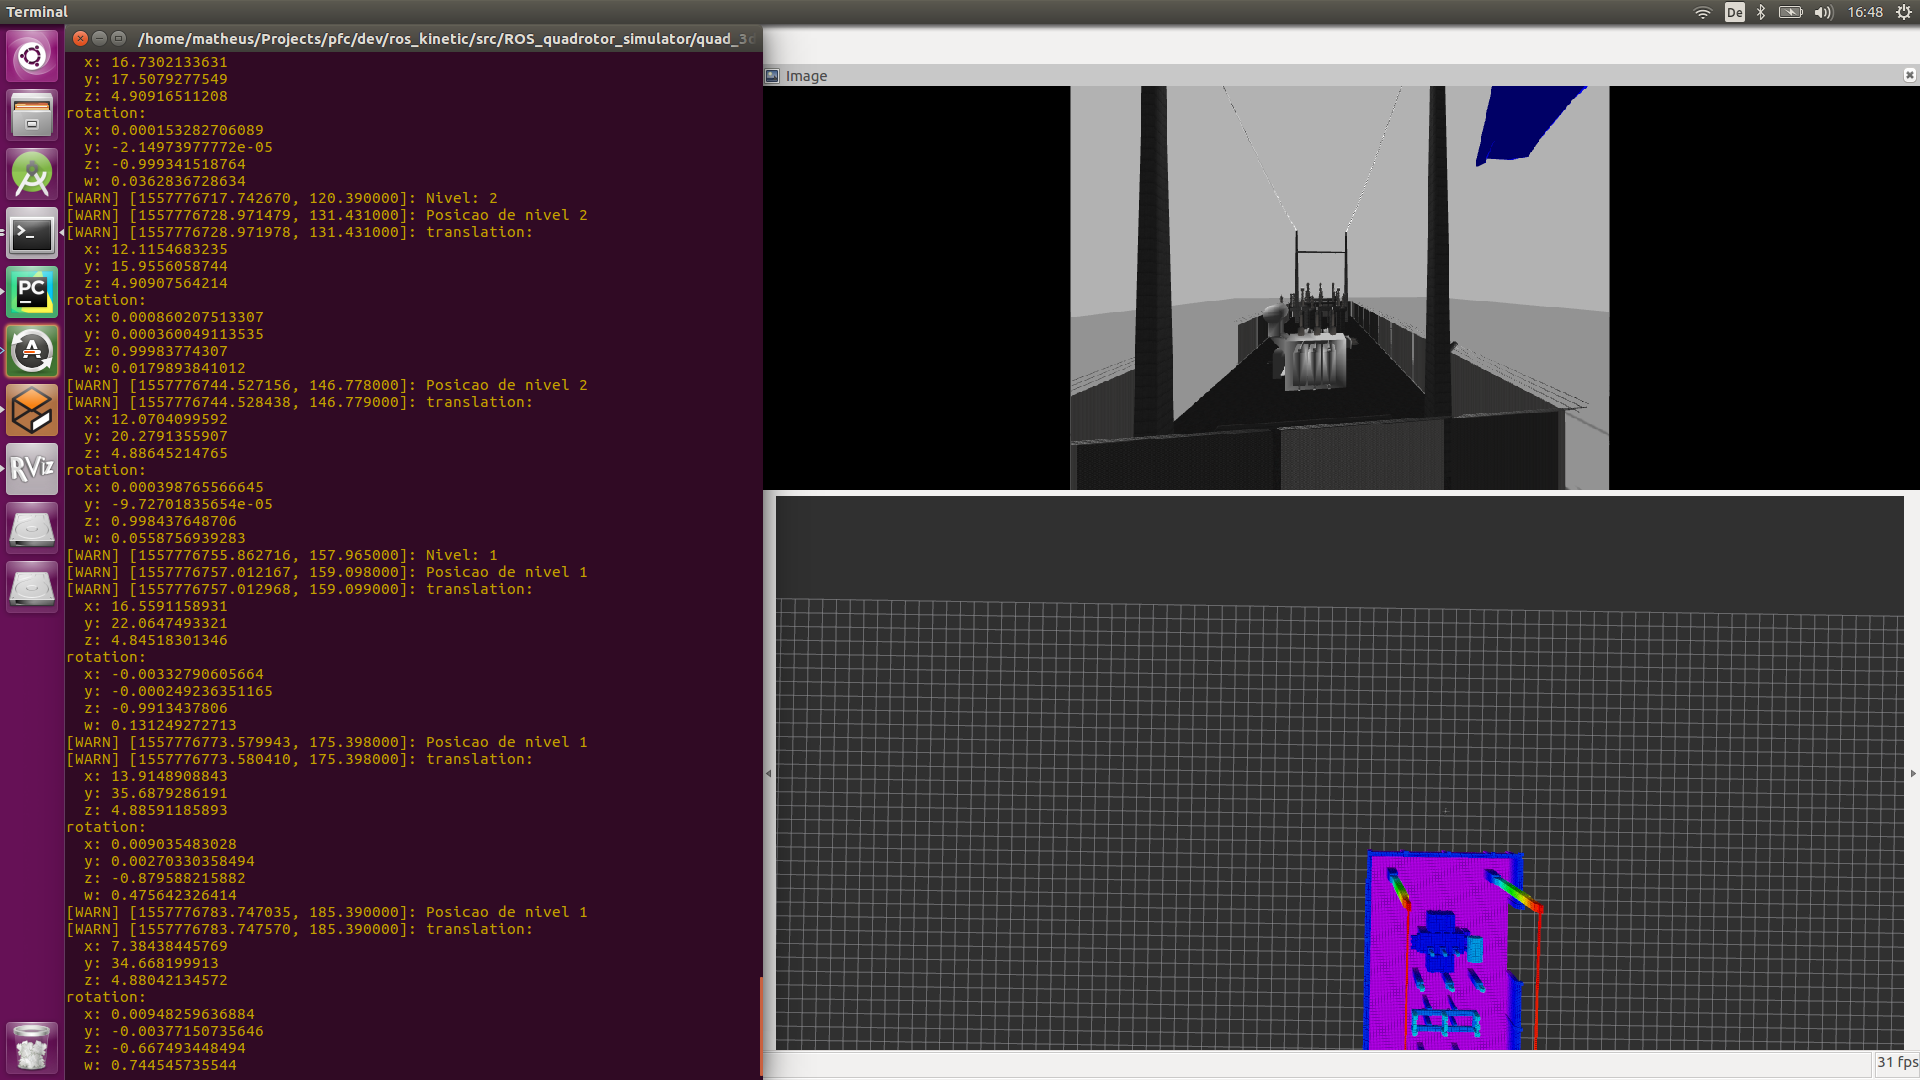 Terminal
De
16:48
/home/matheus/Projects/pfc/dev/ros_kinetic/src/ROS_quadrotor_simulator/quad_3d
x: 16.7302133631
y: 17.5079277549
z: 4.90916511208
rotation:
x: 0.000153282706089
y: -2.14973977772e-05
z: -0.999341518764
w: 0.0362836728634
[WARN] [1557776717.742670, 120.390000]: Nivel: 2
[WARN] [1557776728.971479, 131.431000]: Posicao de nivel 2
[WARN] [1557776728.971978, 131.431000]: translation:
x: 12.1154683235
y: 15.9556058744
z: 4.90907564214
rotation:
x: 0.000860207513307
y: 0.000360049113535
z: 0.99983774307
w: 0.0179893841012
[WARN] [1557776744.527156, 146.778000]: Posicao de nivel 2
[WARN] [1557776744.528438, 146.779000]: translation:
x: 12.0704099592
y: 20.2791355907
z: 4.88645214765
rotation:
x: 0.000398765566645
y: -9.72701835654e-05
z: 0.998437648706
w: 0.0558756939283
[WARN] [1557776755.862716, 157.965000]: Nivel: 1
[WARN] [1557776757.012167, 159.098000]: Posicao de nivel 1
[WARN] [1557776757.012968, 159.099000]: translation:
x: 16.5591158931
y: 22.0647493321
z: 4.84518301346
rotation:
x: -0.00332790605664
y: -0.000249236351165
z: -0.9913437806
w: 0.131249272713
[WARN] [1557776773.579943, 175.398000]: Posicao de nivel 1
[WARN] [1557776773.580410, 175.398000]: translation:
x: 13.9148908843
y: 35.6879286191
z: 4.88591185893
rotation:
x: 0.009035483028
y: 0.00270330358494
z: -0.879588215882
w: 0.475642326414
[WARN] [1557776783.747035, 185.390000]: Posicao de nivel 1
[WARN] [1557776783.747570, 185.390000]: translation:
x: 7.38438445769
y: 34.668199913
z: 4.88042134572
rotation:
x: 0.00948259636884
y: -0.00377150735646
z: -0.667493448494
w: 0.744545735544
PC
RViz
Image
31 fps